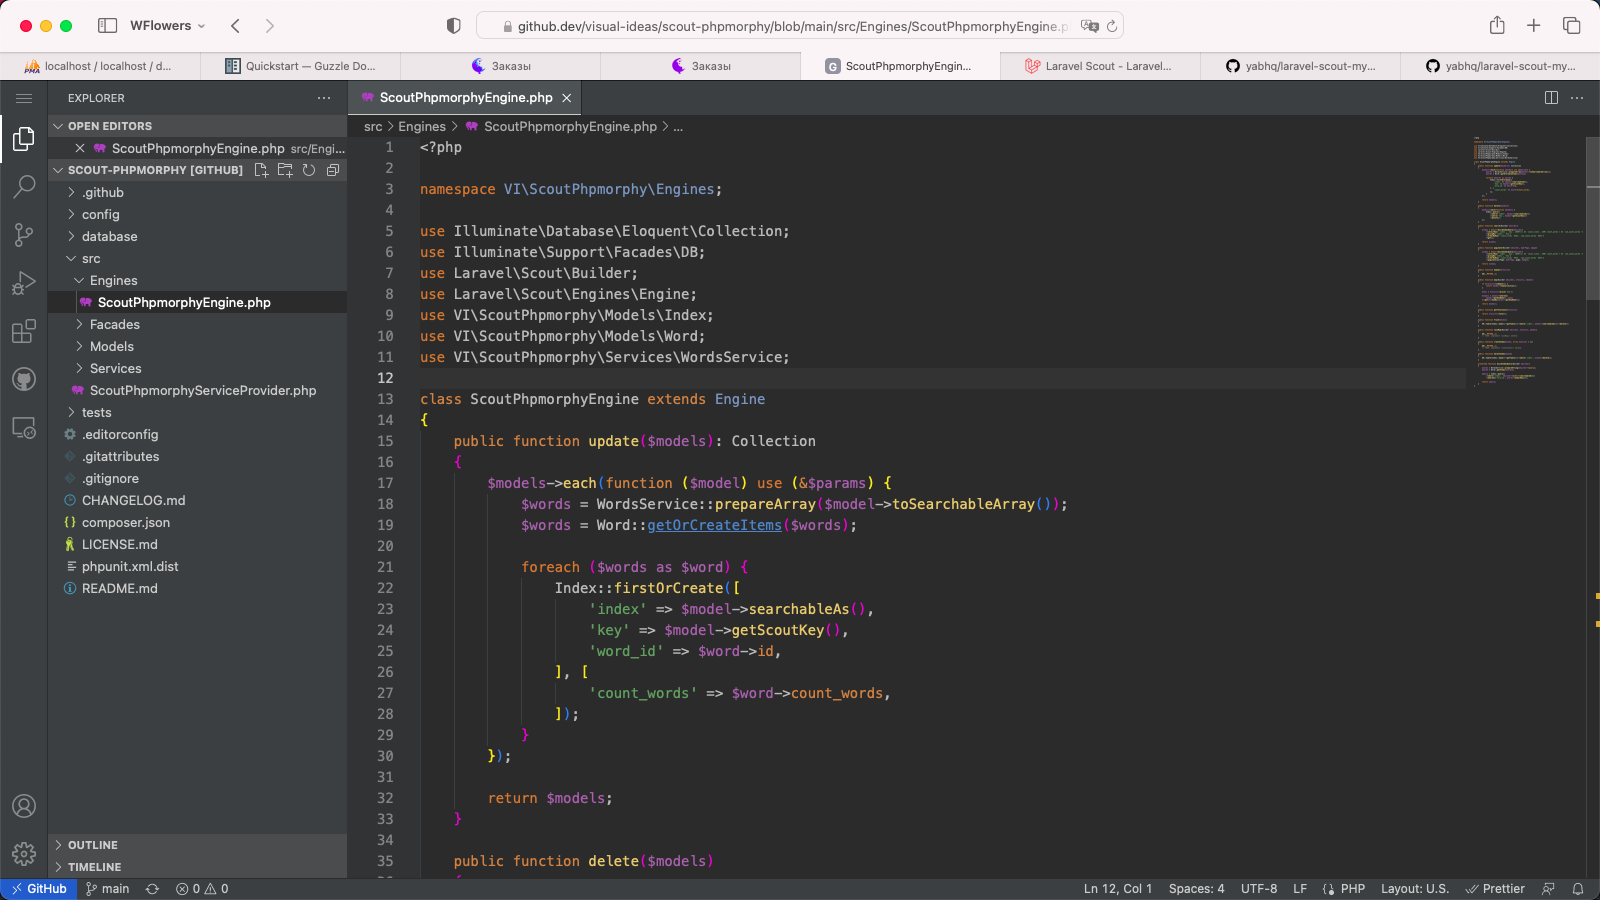 WFlowers
github.dev/visual-ideas/scout-phpmorphy/blob/main/src/Engines/ScoutPhpmorphyEngine.p
localhost / localhost / d...
Quickstart — Guzzle Do...
Заказы
Заказы
ScoutPhpmorphyEngin...
Laravel Scout - Laravel...
yabhq/laravel-scout-my...
yabhq/laravel-scout-my...
EXPLORER
OPEN EDITORS
ScoutPhpmorphyEngine.php src/Engi...
SCOUT-PHPMORPHY [GITHUB]
.github
config
database
src
Engines
ScoutPhpmorphyEngine.php
Facades
Models
Services
ScoutPhpmorphyServiceProvider.php
tests
.editorconfig
.gitattributes
.gitignore
CHANGELOG.md
composer.json
LICENSE.md
phpunit.xml.dist
README.md
OUTLINE
TIMELINE
ScoutPhpmorphyEngine.php
src > Engines > ScoutPhpmorphyEngine.php > ...
1 <?php
2
3 namespace VI\ScoutPhpmorphy\Engines;
4
5 use Illuminate\Database\Eloquent\Collection;
6 use Illuminate\Support\Facades\DB;
7 use Laravel\Scout\Builder;
8 use Laravel\Scout\Engines\Engine;
9 use VI\ScoutPhpmorphy\Models\Index;
10 use VI\ScoutPhpmorphy\Models\Word;
11 use VI\ScoutPhpmorphy\Services\WordsService;
12
13 class ScoutPhpmorphyEngine extends Engine
14 {
15 public function update($models): Collection
16 {
17 $models->each(function ($model) use (&$params) {
18 $words = WordsService::prepareArray($model->toSearchableArray());
19 $words = Word::getOrCreateItems($words);
20
21 foreach ($words as $word) {
22 Index::firstOrCreate([
23 'index' => $model->searchableAs(),
24 'key' => $model->getScoutKey(),
25 'word_id' => $word->id,
26 ], [
27 'count_words' => $word->count_words,
28 ]);
29 }
30 });
31
32 return $models;
33 }
34
35 public function delete($models)
GitHub main 0 0 Ln 12, Col 1 Spaces: 4 UTF-8 LF PHP Layout: U.S. Prettier